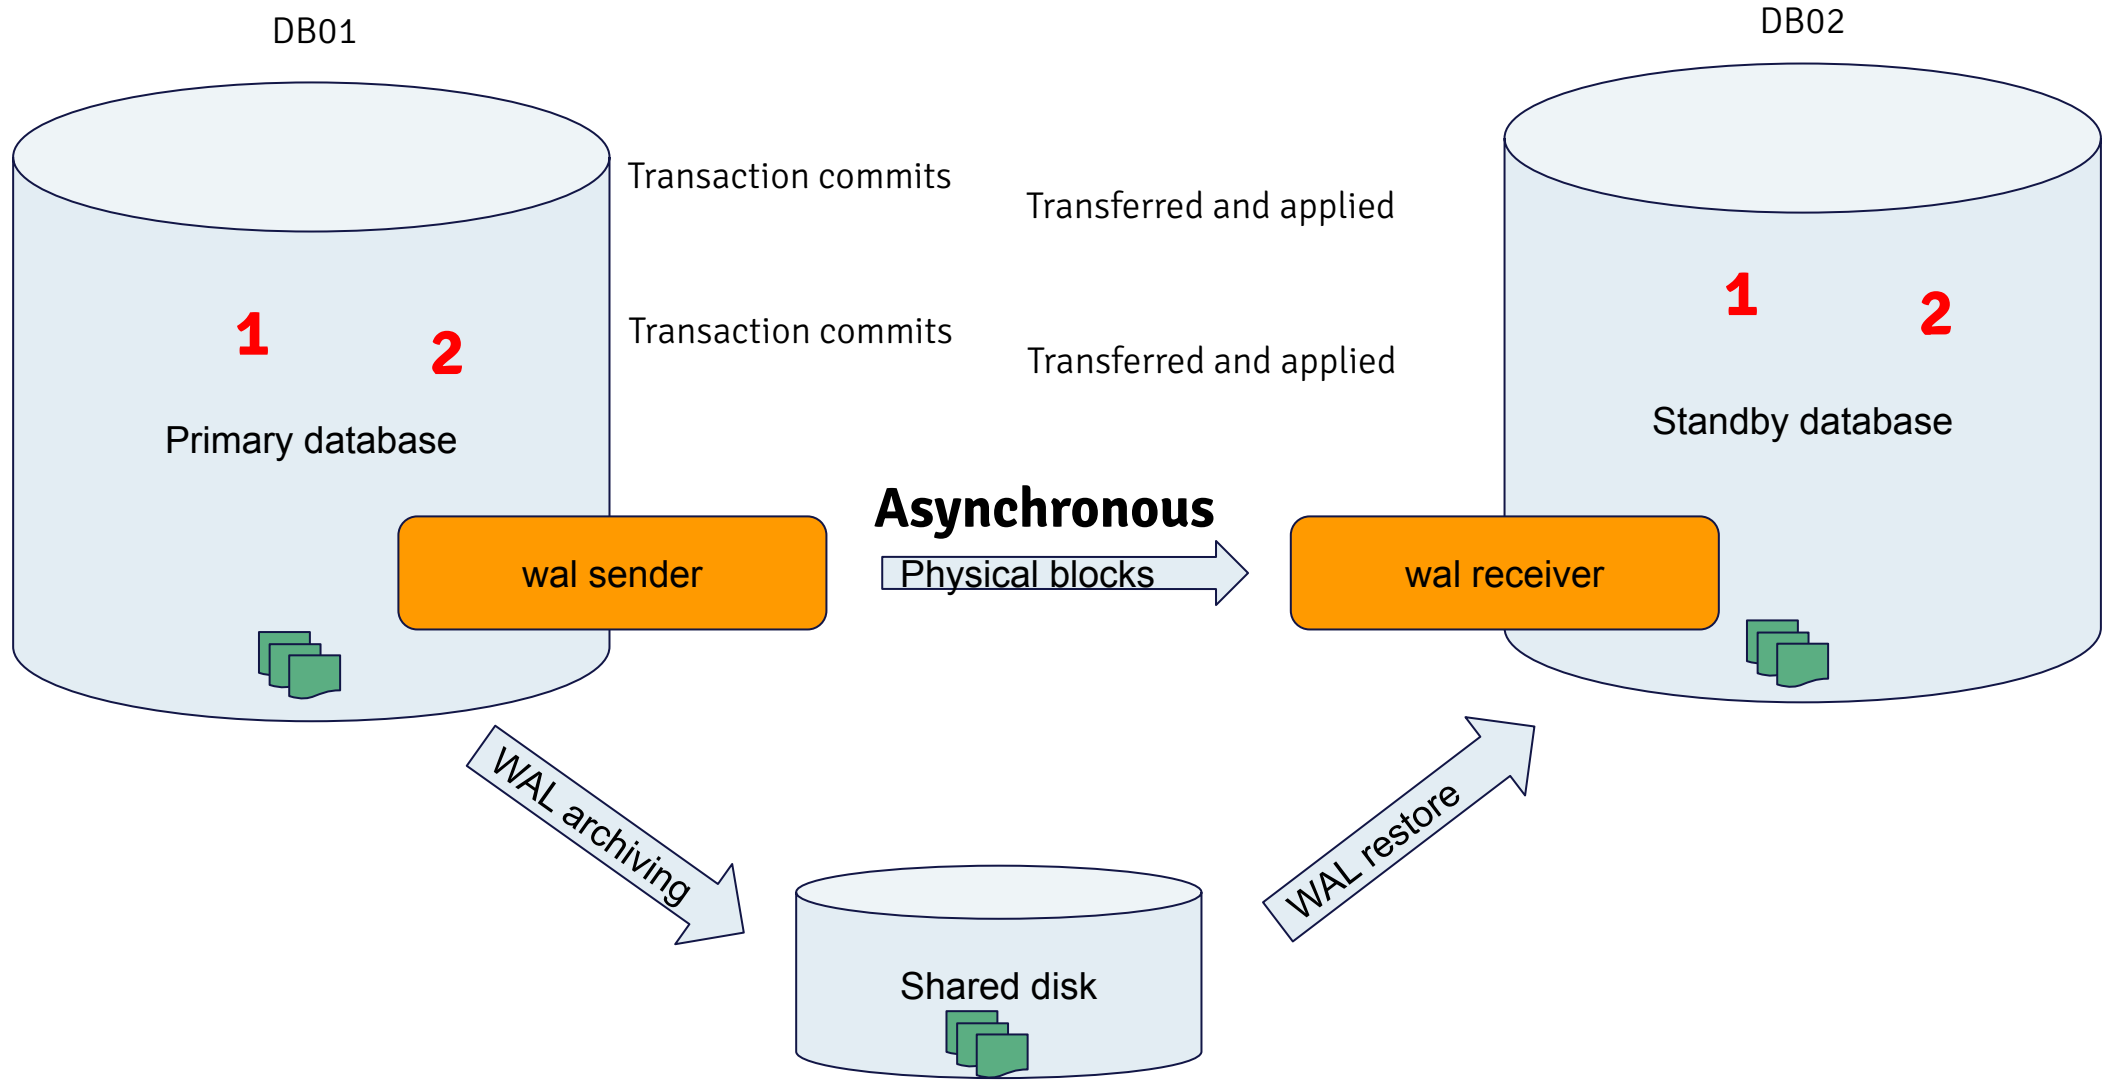 DB01
DB02
Transaction commits
Transferred and applied
1
2
1
2
Transaction commits
Transferred and applied
Primary database
Standby database
Asynchronous
wal sender
Physical blocks
wal receiver
WAL archiving
WAL restore
Shared disk